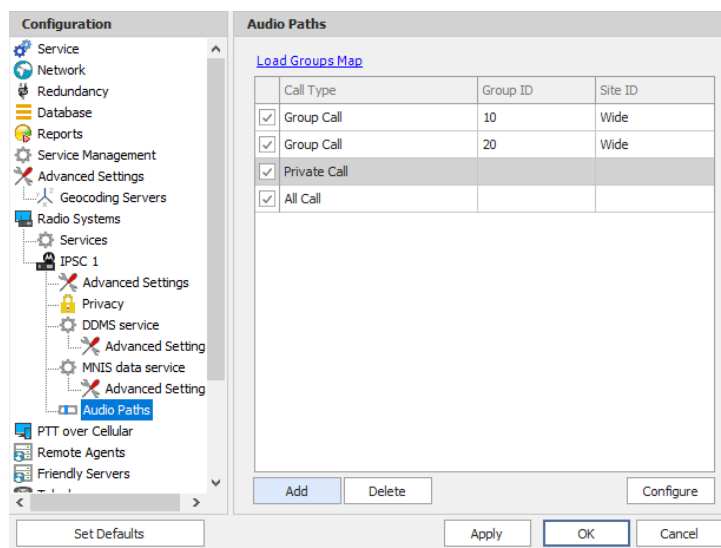 Configuration
Service
Network
Redundancy
Database
Reports
Service Management
Advanced Settings
Geocoding Servers
Radio Systems
Services
IPSC 1
Advanced Settings
Privacy
DDMS service
Advanced Setting
MNIS data service
Advanced Setting
Audio Paths
PTT over Cellular
Remote Agents
Friendly Servers
Set Defaults
Audio Paths
Load Groups Map
Call Type Group ID Site ID
Group Call 10 Wide
Group Call 20 Wide
Private Call
All Call
Add Delete Configure
Apply OK Cancel